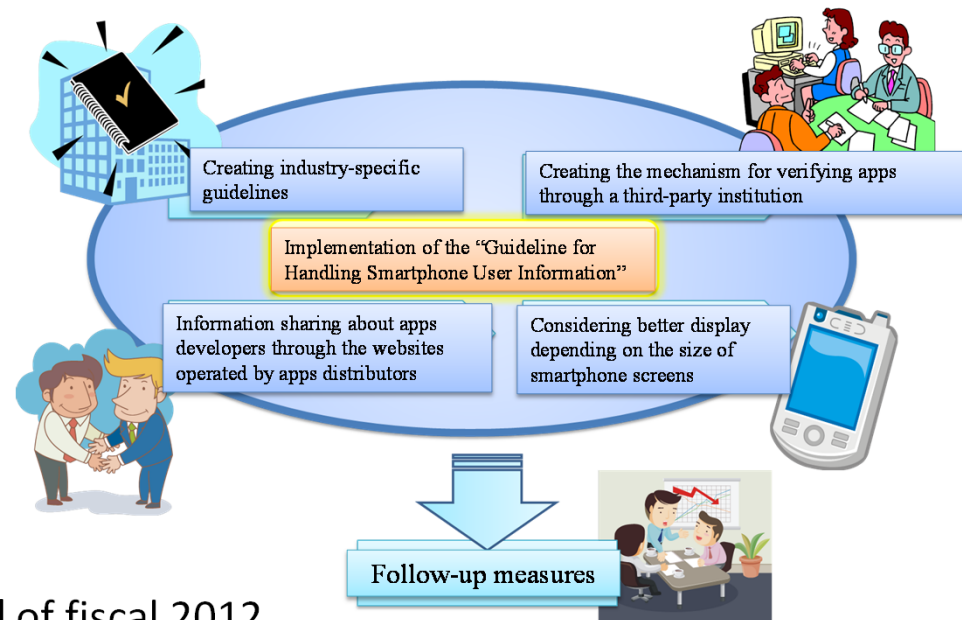 Creating industry-specific
guidelines
Creating the mechanism for verifying apps
through a third-party institution
Implementation of the “Guideline for
Handling Smartphone User Information”
Information sharing about apps
developers through the websites
operated by apps distributors
Considering better display
depending on the size of
smartphone screens
Follow-up measures
of fiscal 2012